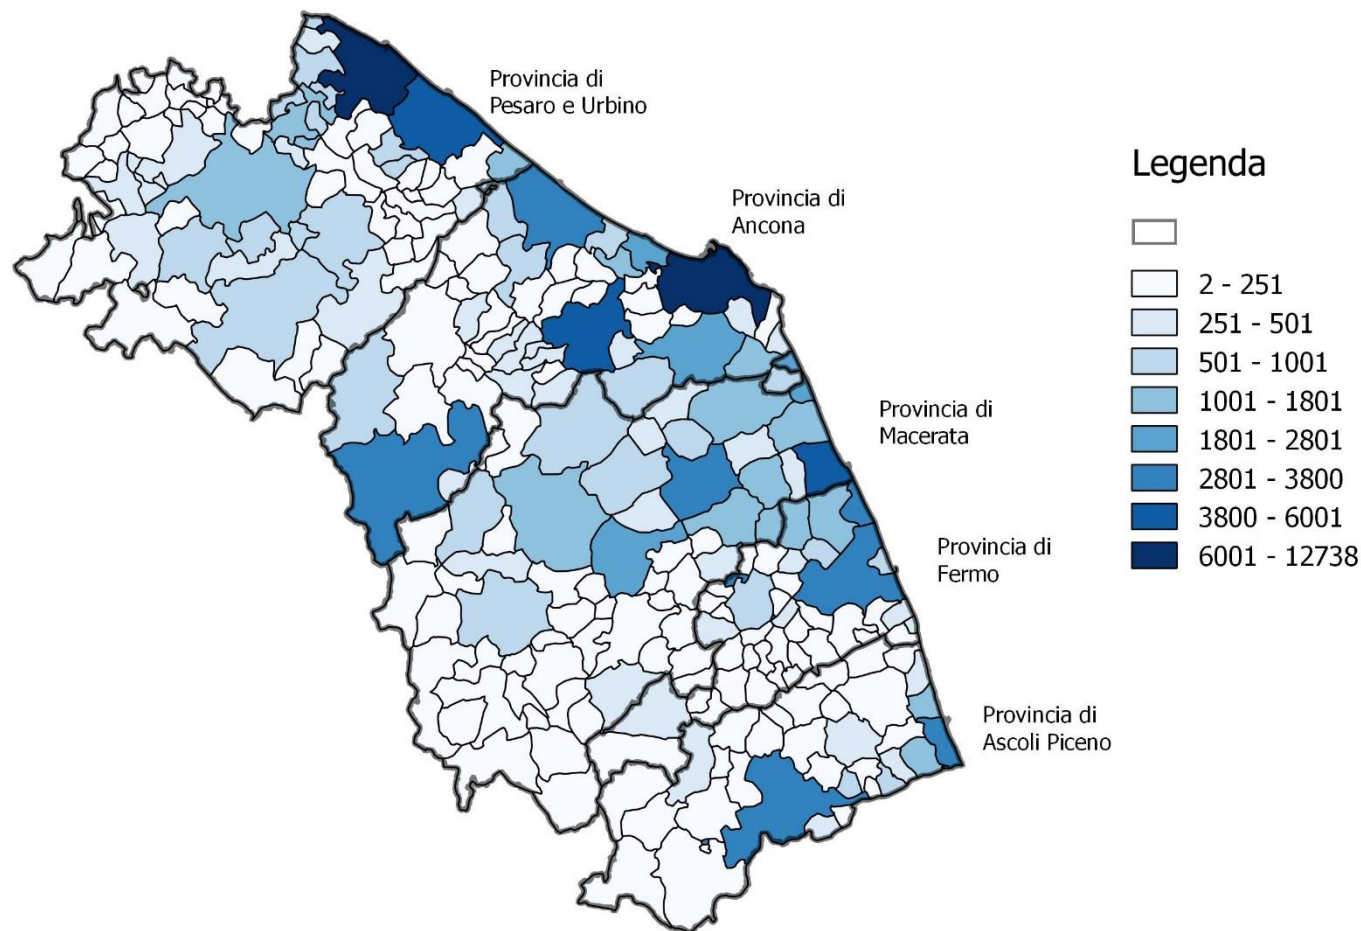 Provincia di
Pesaro e Urbino
Provincia di
Ancona
Provincia di
Macerata
Provincia di
Fermo
Provincia di
Ascoli Piceno
Legenda
2 - 251
251 - 501
501 - 1001
1001 - 1801
1801 - 2801
2801 - 3800
3800 - 6001
6001 - 12738